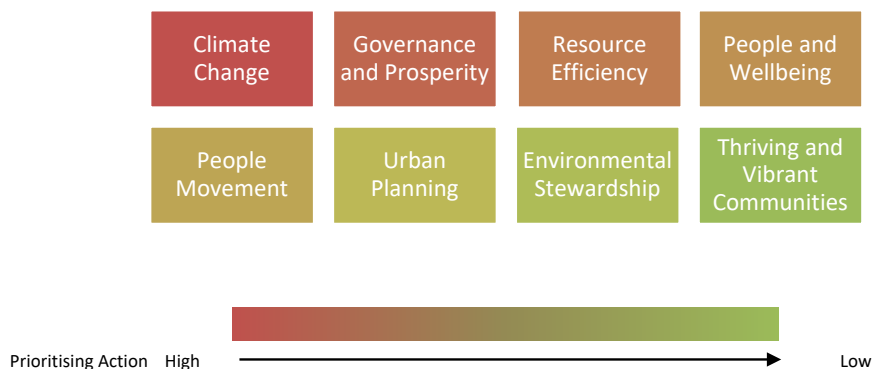 Climate
Change
Governance
and Prosperity
Resource
Efficiency
People and
Wellbeing
People
Movement
Urban
Planning
Environmental
Stewardship
Thriving and
Vibrant
Communities
Prioritising Action High Low